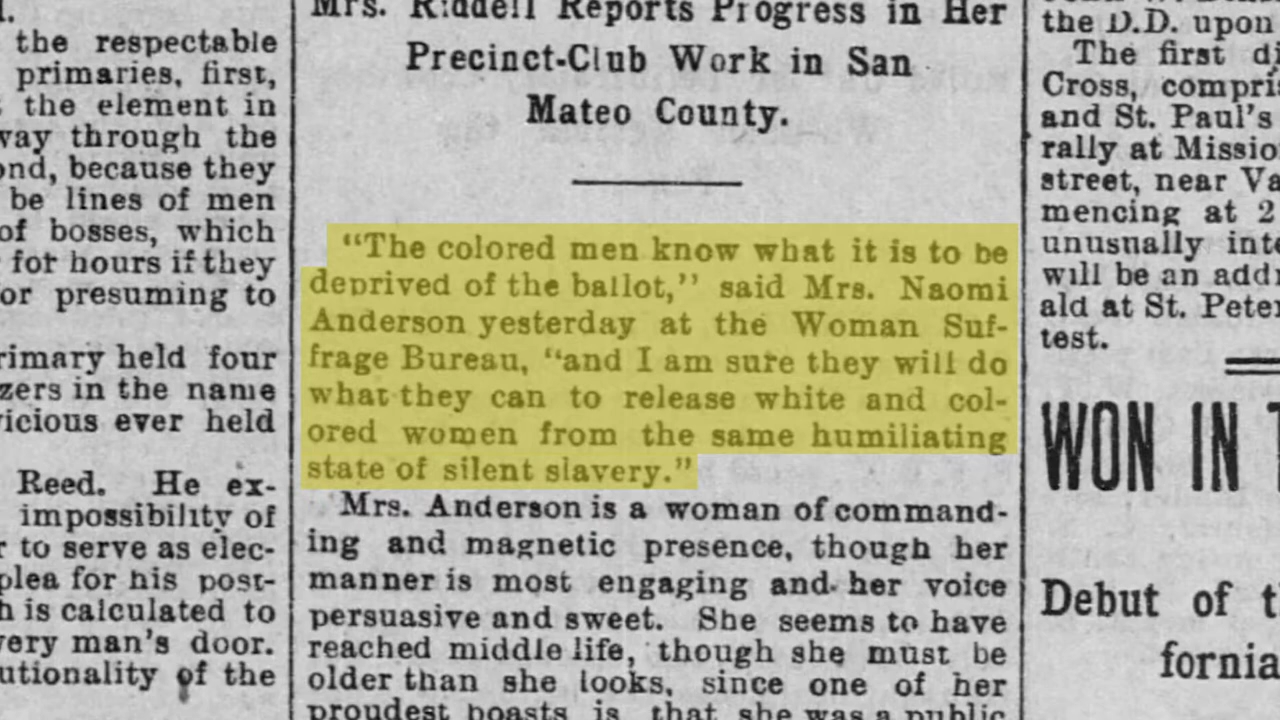 the respectable
primaries, first,
the element in
way through the
because they
be lines of men
of bosses, which
for hours if they
or presuming to
held four
in the name
ever held
Reed. He ex-
impossibility of
to serve as elec-
plea for his post-
is calculated to
man's door.
of the
Mrs. Riddell Reports Progress in Her
Precinct-Club Work in San
Mateo County.
“The colored men know what it is to be
deprived of the ballot,” said Mrs. Naomi
Anderson yesterday at the Woman Suf-
frage Bureau, “and I am sure they will do
what they can to release white and col-
ored women from the same humiliating
state of silent slavery.”
Mrs. Anderson is a woman of command-
ing and magnetic presence, though her
manner is most engaging and her voice
persuasive and sweet. She seems to have
reached middle life, though she must be
older than she looks, since one of her
proudest boasts is that she was a public
the D.D. upon
The first
Cross,
and St. Paul's
rally at
street, near
mencing at 2
unusually
will be an
at St.
test.
WON IN
Debut of